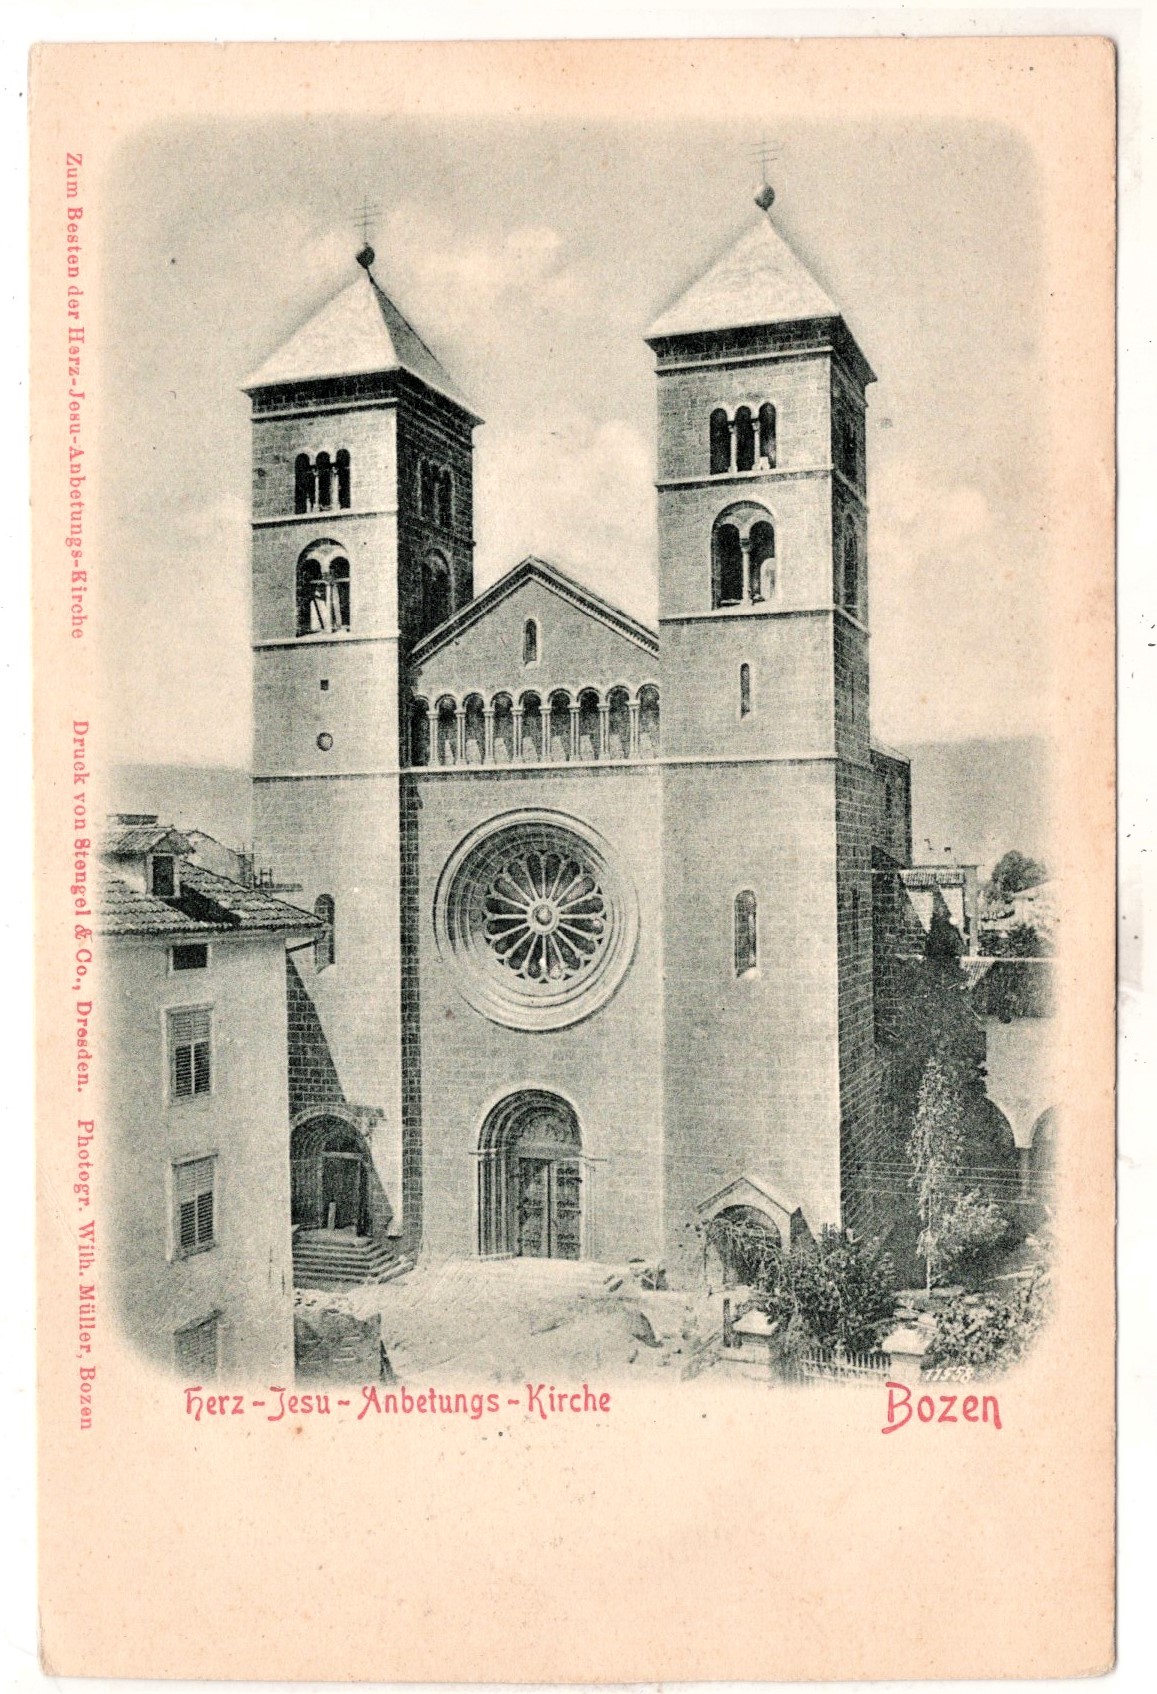 Zum Besten der Herz-Jesu-Anbetungs-Kirche
Druck von Stengel & Co., Dresden. Photogr. Wilh. Müller, Bozen
11558
Herz-Jesu-Anbetungs-Kirche
Bozen